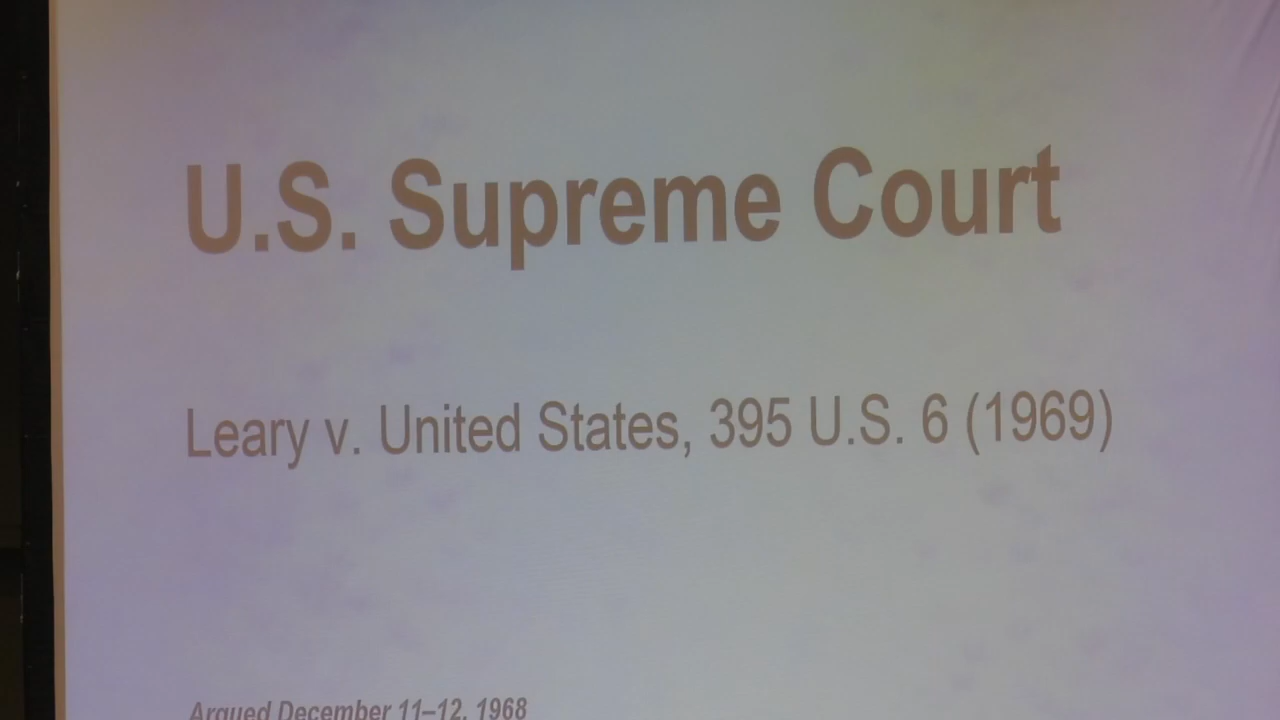 U.S. Supreme Court
Leary v. United States, 395 U.S. 6 (1969)
Argued December 11–12, 1968